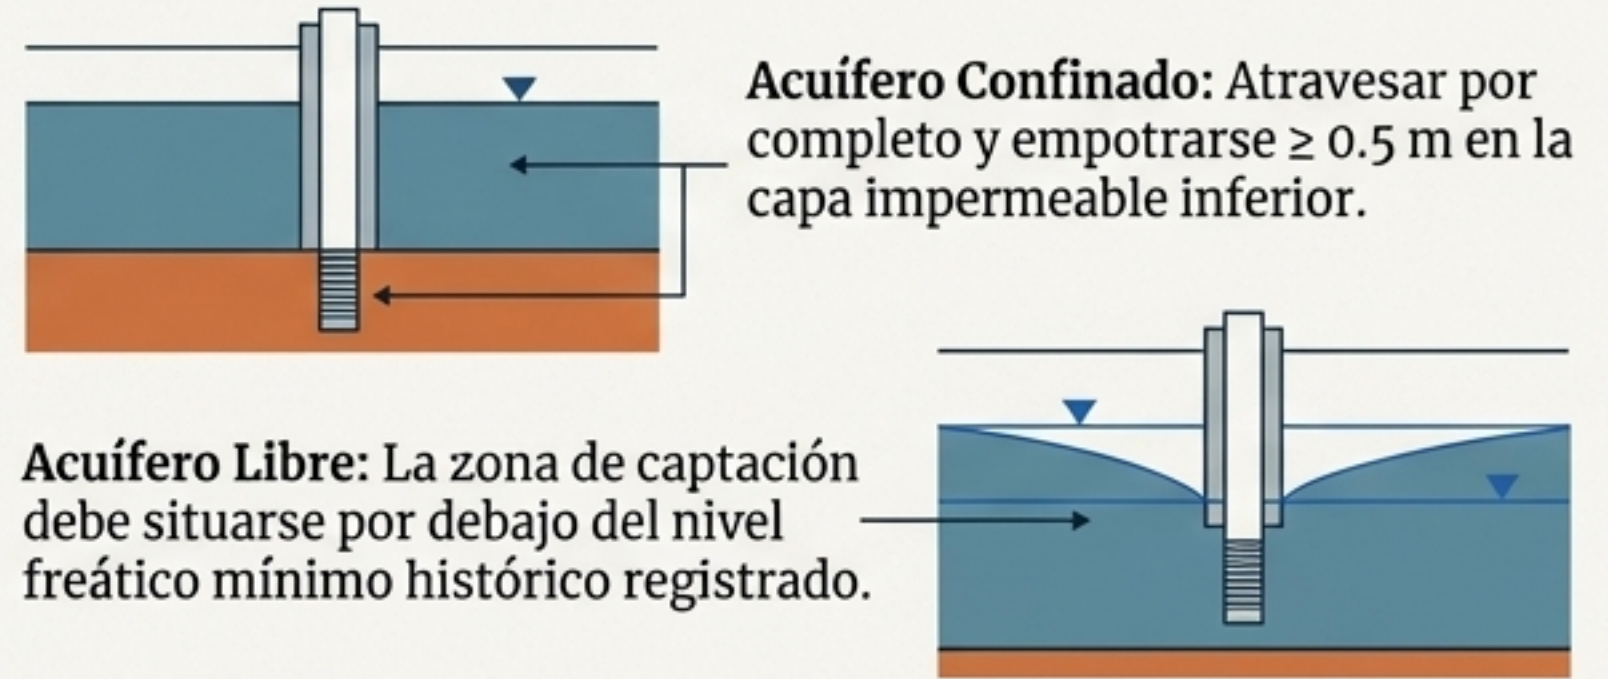 Acuífero Confinado: Atravesar por
completo y empotrarse ≥ 0.5 m en la
capa impermeable inferior.
Acuífero Libre: La zona de captación
debe situarse por debajo del nivel
freático mínimo histórico registrado.